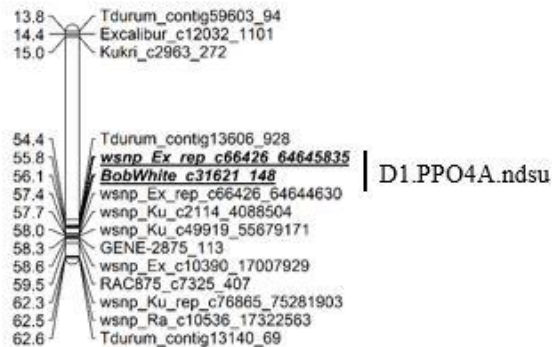 13.8 Tdurum_contig59603_94
14.4 Excalibur_c12032_1101
15.0 Kukri_c2963_272
54.4 Tdurum_contig13606_928
55.8 wsnp_Ex_rep_c66426_64645835
56.1 BobWhite_c31621_148
D1.PPO4A.ndsu
57.4 wsnp_Ex_rep_c66426_64644630
57.7 wsnp_Ku_c2114_4088504
58.0 wsnp_Ku_c49919_55679171
58.3 GENE-2875_113
58.6 wsnp_Ex_c10390_17007929
59.5 RAC875_c7325_407
62.3 wsnp_Ku_rep_c76865_75281903
62.5 wsnp_Ra_c10536_17322563
62.6 Tdurum_contig13140_69